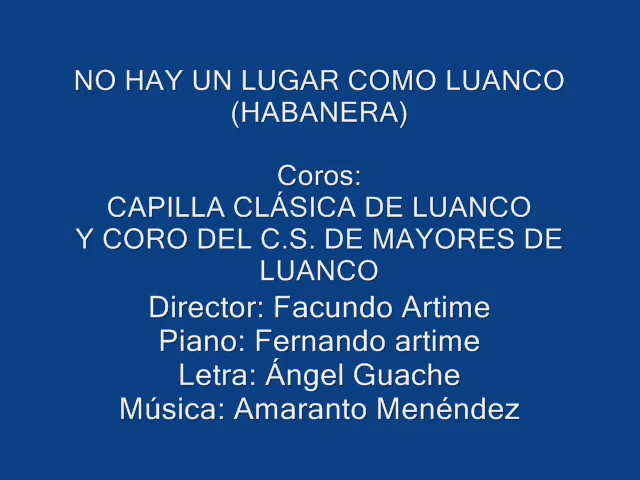 NO HAY UN LUGAR COMO LUANCO
(HABANERA)
Coros:
CAPILLA CLÁSICA DE LUANCO
Y CORO DEL C.S. DE MAYORES DE
LUANCO
Director: Facundo Artime
Piano: Fernando artime
Letra: Ángel Guache
Música: Amaranto Menéndez